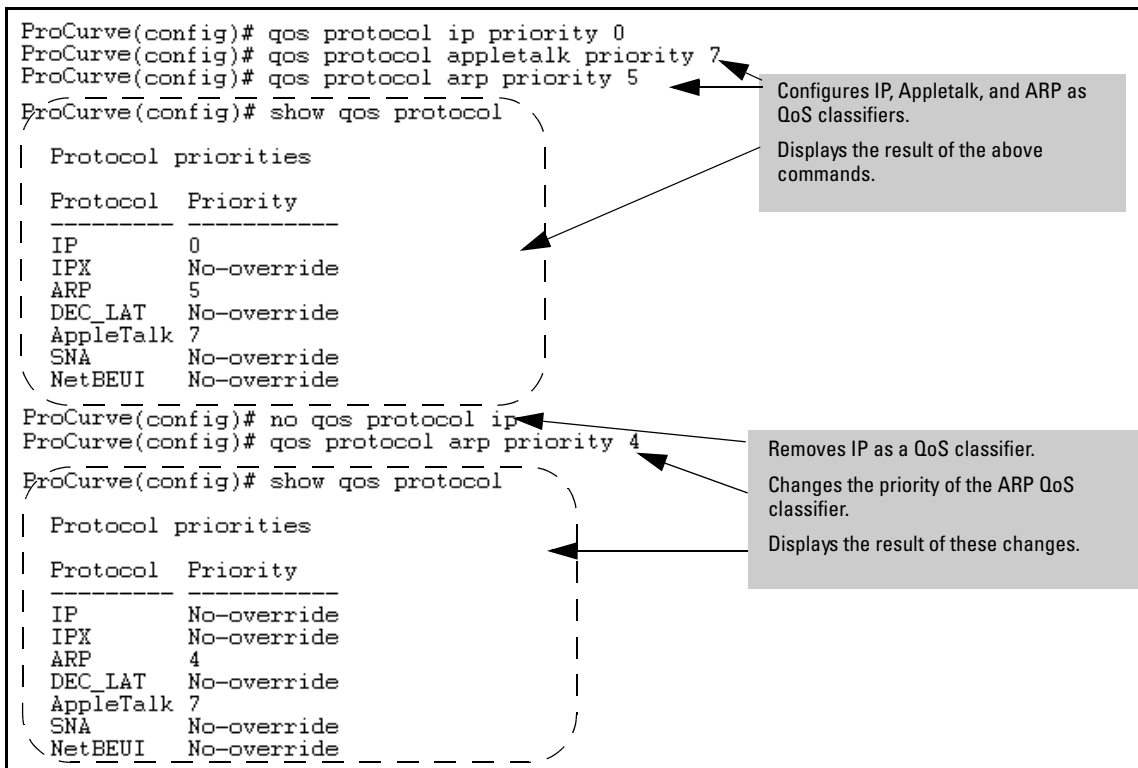 ProCurve(config)# qos protocol ip priority 0
ProCurve(config)# qos protocol appletalk priority 7
ProCurve(config)# qos protocol arp priority 5
Configures IP, Appletalk, and ARP as
QoS classifiers.
Displays the result of the above
commands.
ProCurve(config)# show qos protocol
Protocol priorities
Protocol Priority
--------- -----------
IP 0
IPX No-override
ARP 5
DEC_LAT No-override
AppleTalk 7
SNA No-override
NetBEUI No-override
ProCurve(config)# no qos protocol ip
ProCurve(config)# qos protocol arp priority 4
Removes IP as a QoS classifier.
Changes the priority of the ARP QoS
classifier.
Displays the result of these changes.
ProCurve(config)# show qos protocol
Protocol priorities
Protocol Priority
--------- -----------
IP No-override
IPX No-override
ARP 4
DEC_LAT No-override
AppleTalk 7
SNA No-override
NetBEUI No-override